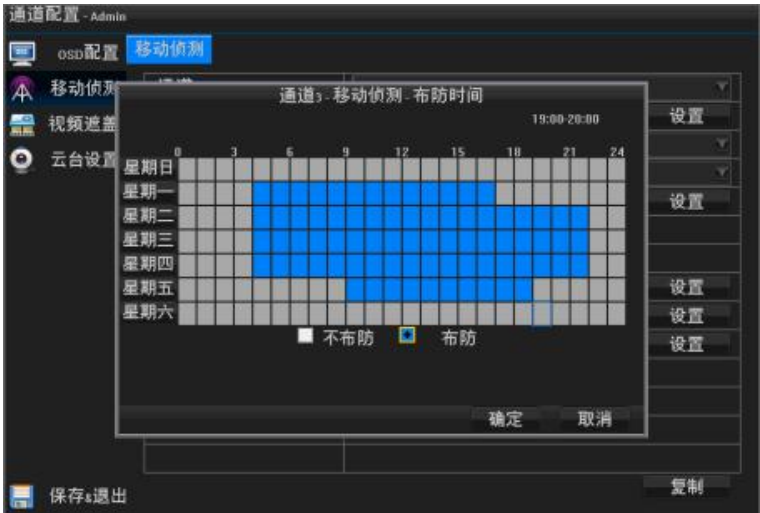 通道配置 - Admin
OSD配置 移动侦测
移动侦测
视频遮盖
云台设置
通道3 - 移动侦测 - 布防时间
19:00-20:00
0 3 6 9 12 15 18 21 24
星期日
星期一
星期二
星期三
星期四
星期五
星期六
不布防 布防
确定 取消
设置
设置
设置
设置
设置
保存&退出
复制